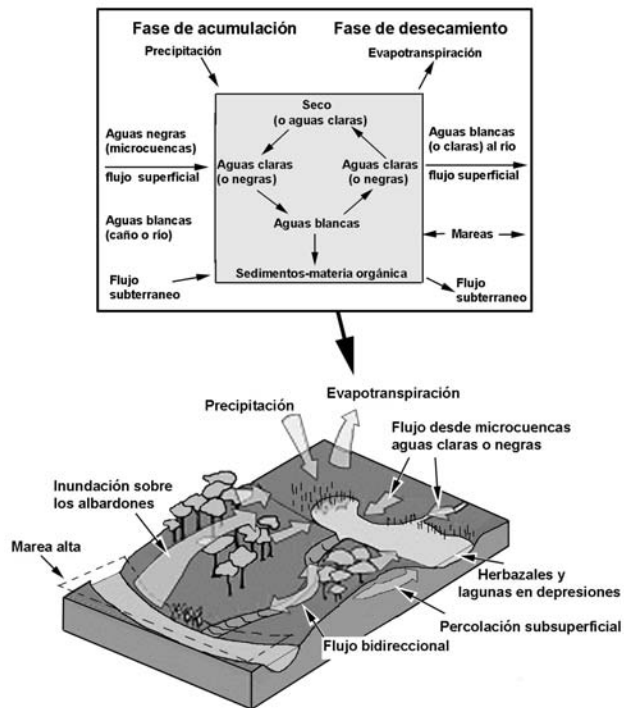 Fase de acumulación
Fase de desecamiento
Precipitación
Evapotranspiración
Seco
(o aguas claras)
Aguas negras
(microcuencas)
flujo superficial
Aguas claras
(o negras)
Aguas claras
(o negras)
Aguas blancas
(o claras) al río
flujo superficial
Aguas blancas
(caño o río)
Aguas blancas
Mareas
Sedimentos-materia orgánica
Flujo
subterraneo
Flujo
subterraneo
Evapotranspiración
Precipitación
Flujo desde microcuencas
aguas claras o negras
Inundación sobre
los albardones
Marea alta
Herbazales y
lagunas en depresiones
Percolación subsuperficial
Flujo bidireccional